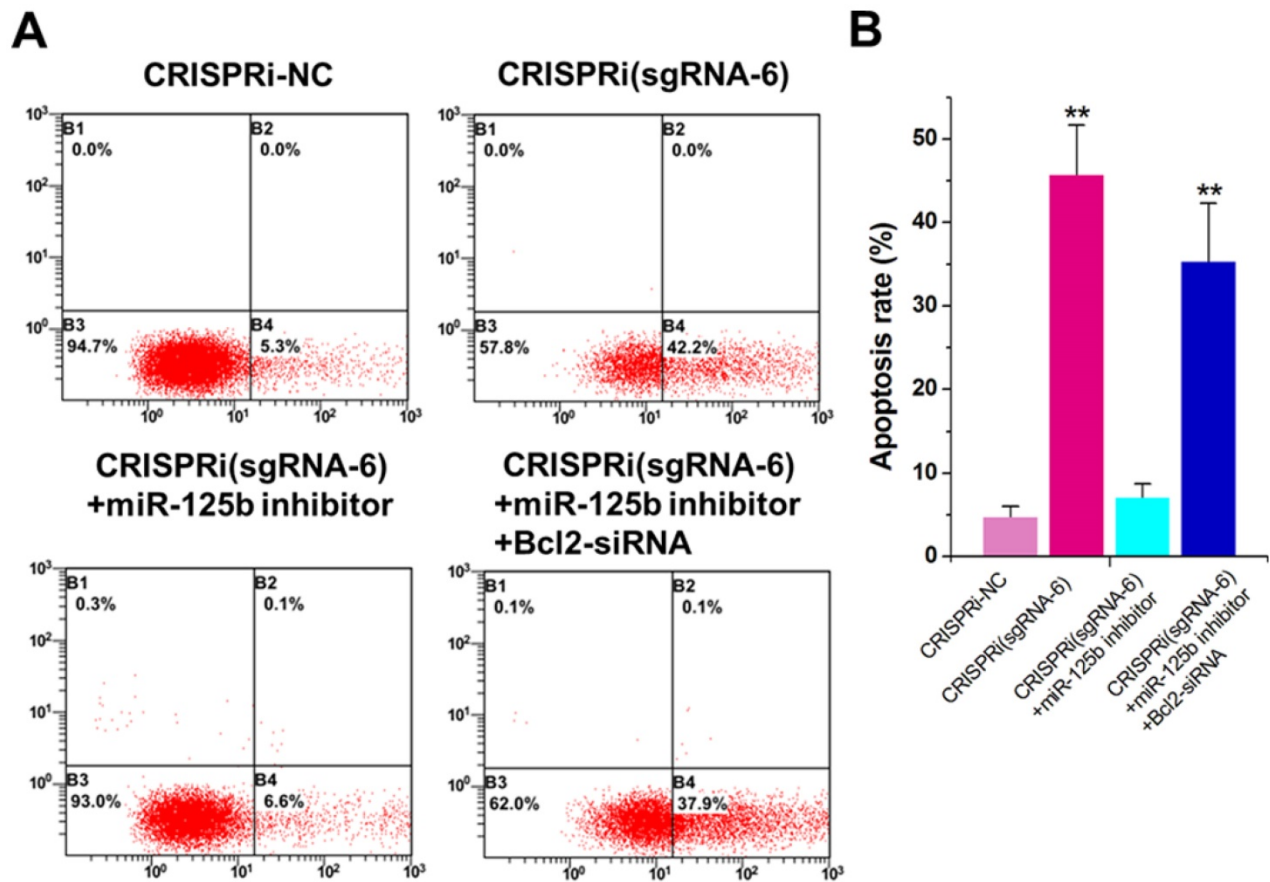 A
B
CRISPRi-NC
CRISPRi(sgRNA-6)
10³
10²
10¹
10⁰
B1
0.0%
B2
0.0%
B3
94.7%
B4
5.3%
10⁰
10¹
10²
10³
10³
10²
10¹
10⁰
B1
0.0%
B2
0.0%
B3
57.8%
B4
42.2%
10⁰
10¹
10²
10³
CRISPRi(sgRNA-6)
+miR-125b inhibitor
CRISPRi(sgRNA-6)
+miR-125b inhibitor
+Bcl2-siRNA
10³
10²
10¹
10⁰
B1
0.3%
B2
0.1%
B3
93.0%
B4
6.6%
10⁰
10¹
10²
10³
10³
10²
10¹
10⁰
B1
0.1%
B2
0.1%
B3
62.0%
B4
37.9%
10⁰
10¹
10²
10³
Apoptosis rate (%)
50
40
30
20
10
0
**
**
CRISPRi-NC
CRISPRi(sgRNA-6)
CRISPRi(sgRNA-6)
+miR-125b inhibitor
CRISPRi(sgRNA-6)
+miR-125b inhibitor
+Bcl2-siRNA